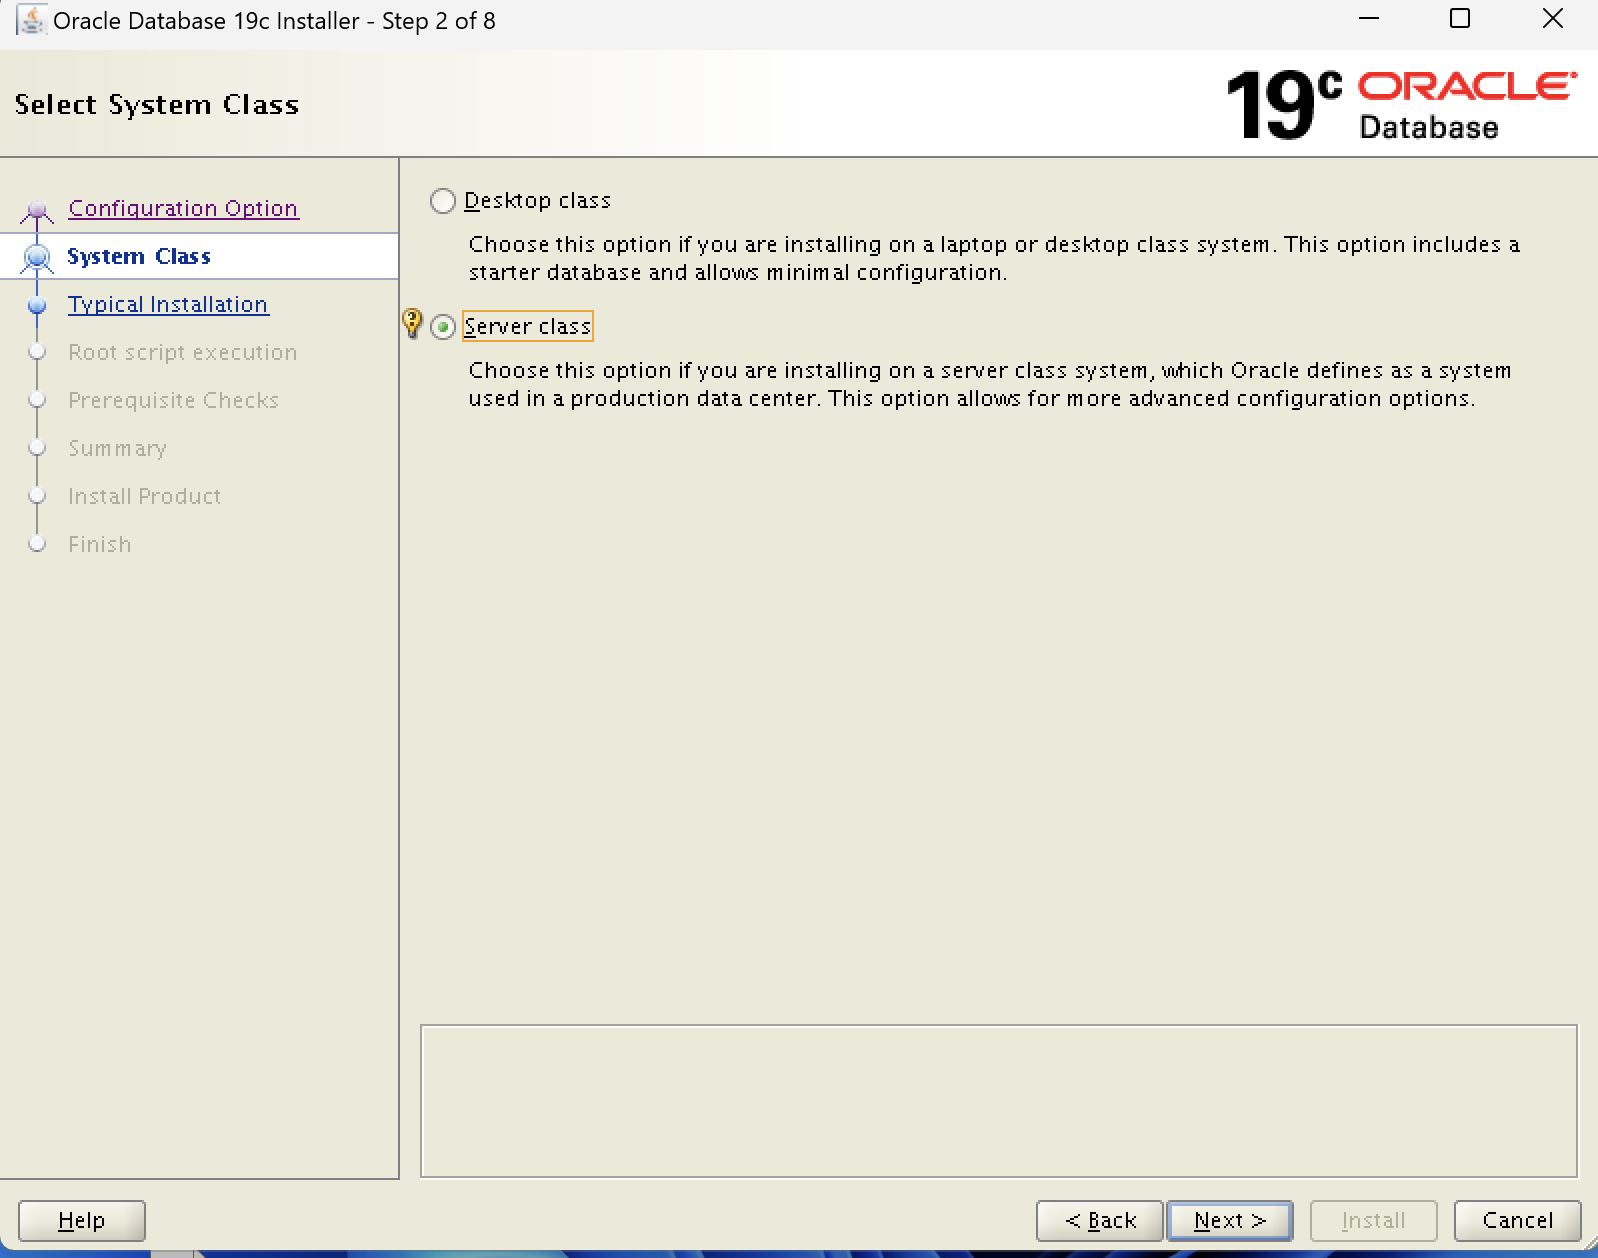 Oracle Database 19c Installer - Step 2 of 8
Select System Class
19c ORACLE
Database
Configuration Option
System Class
Typical Installation
Root script execution
Prerequisite Checks
Summary
Install Product
Finish
Desktop class
Choose this option if you are installing on a laptop or desktop class system. This option includes a
starter database and allows minimal configuration.
Server class
Choose this option if you are installing on a server class system, which Oracle defines as a system
used in a production data center. This option allows for more advanced configuration options.
Help
< Back
Next >
Install
Cancel